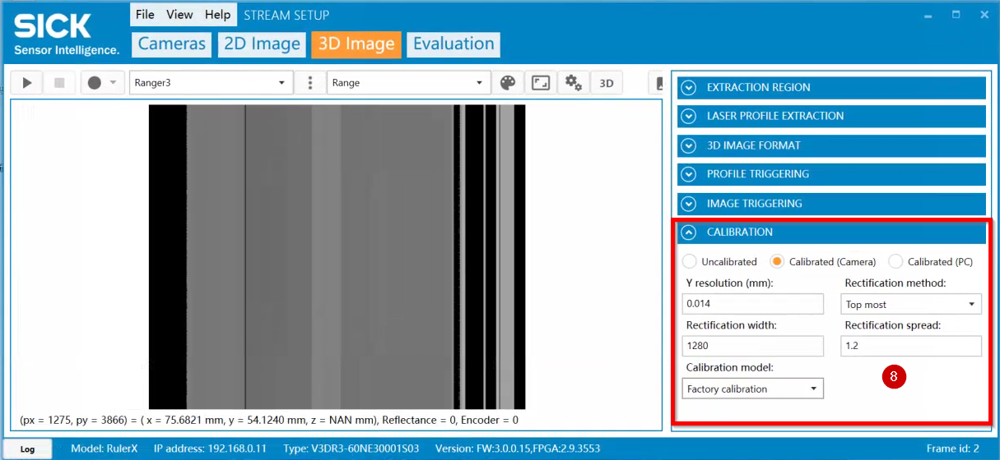 SICK
Sensor Intelligence.
File View Help STREAM SETUP
Cameras 2D Image 3D Image Evaluation
Ranger3 Range 3D
EXTRACTION REGION
LASER PROFILE EXTRACTION
3D IMAGE FORMAT
PROFILE TRIGGERING
IMAGE TRIGGERING
CALIBRATION
Uncalibrated Calibrated (Camera) Calibrated (PC)
Y resolution (mm): Rectification method:
0.014 Top most
Rectification width: Rectification spread:
1280 1.2
Calibration model:
8
Factory calibration
(px = 1275, py = 3866) = ( x = 75.6821 mm, y = 54.1240 mm, z = NAN mm), Reflectance = 0, Encoder = 0
Log Model: RulerX IP address: 192.168.0.11 Type: V3DR3-60NE30001S03 Version: FW:3.0.0.15,FPGA:2.9.3553 Frame id: 2